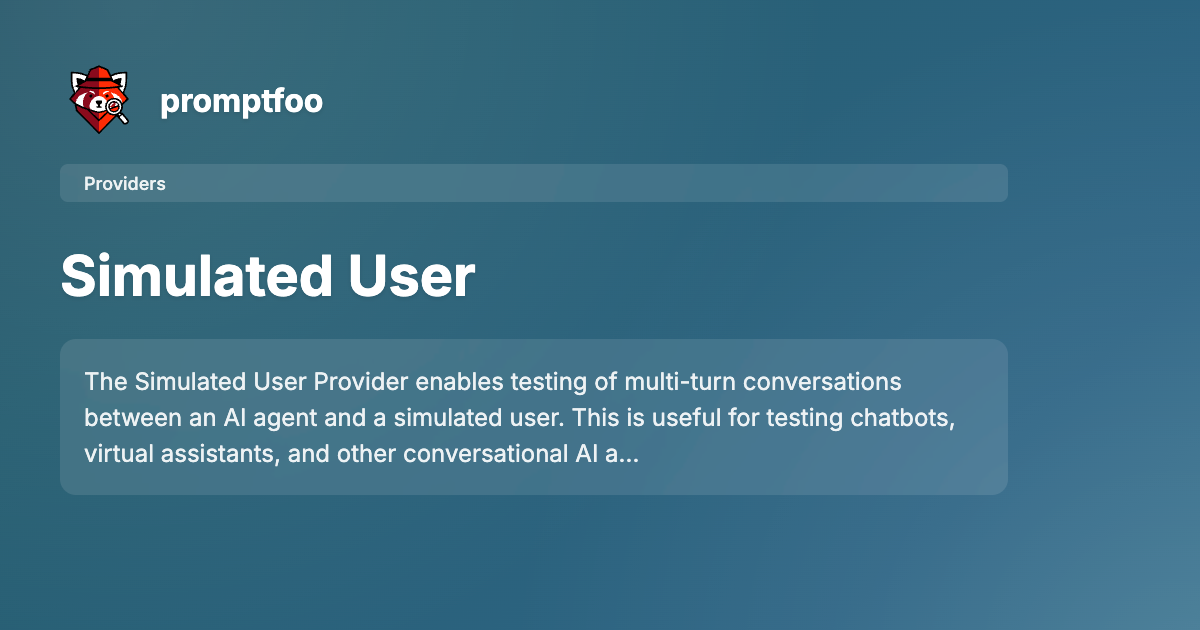 promptfoo
Providers
Simulated User
The Simulated User Provider enables testing of multi-turn conversations
between an AI agent and a simulated user. This is useful for testing chatbots,
virtual assistants, and other conversational AI a...